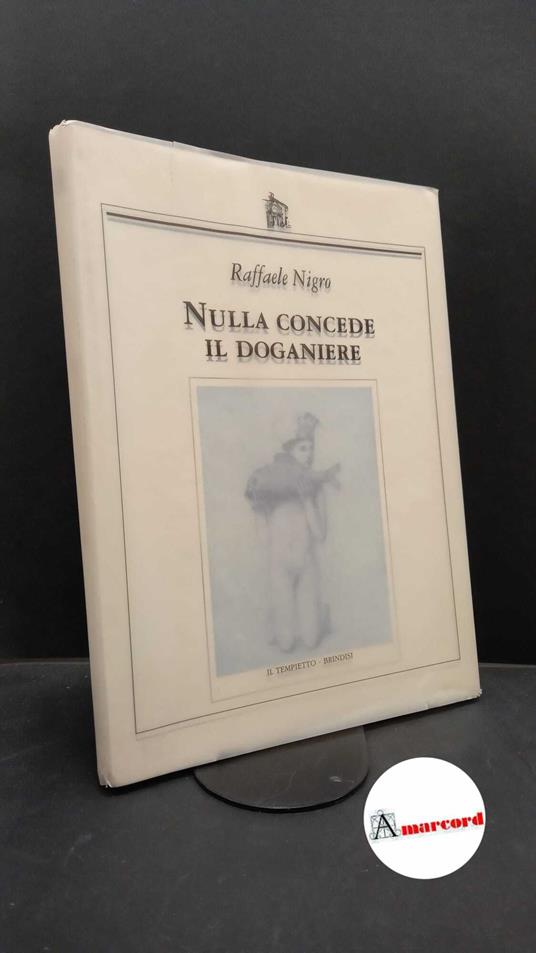 Raffaele Nigro
NULLA CONCEDE
IL DOGANIERE
IL TEMPIETTO - BRINDISI
Amarcord